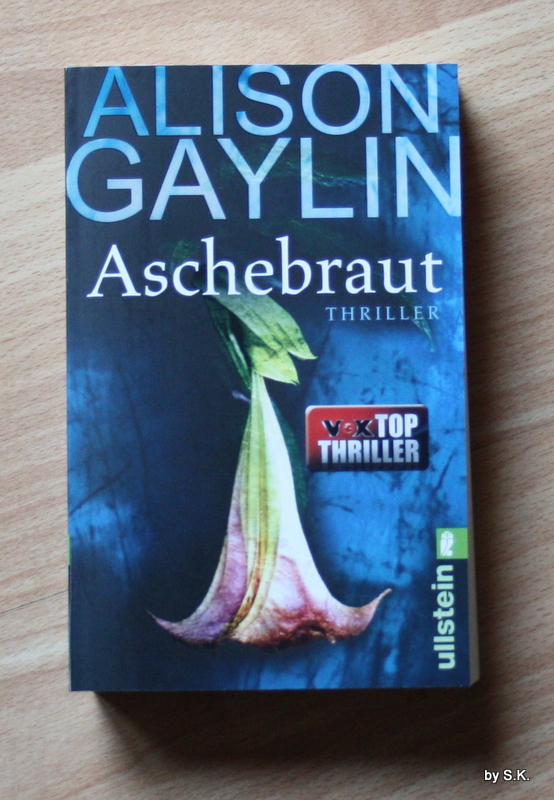 ALISON
GAYLIN
Aschebraut
THRILLER
VOX TOP
THRILLER
ullstein
by S.K.